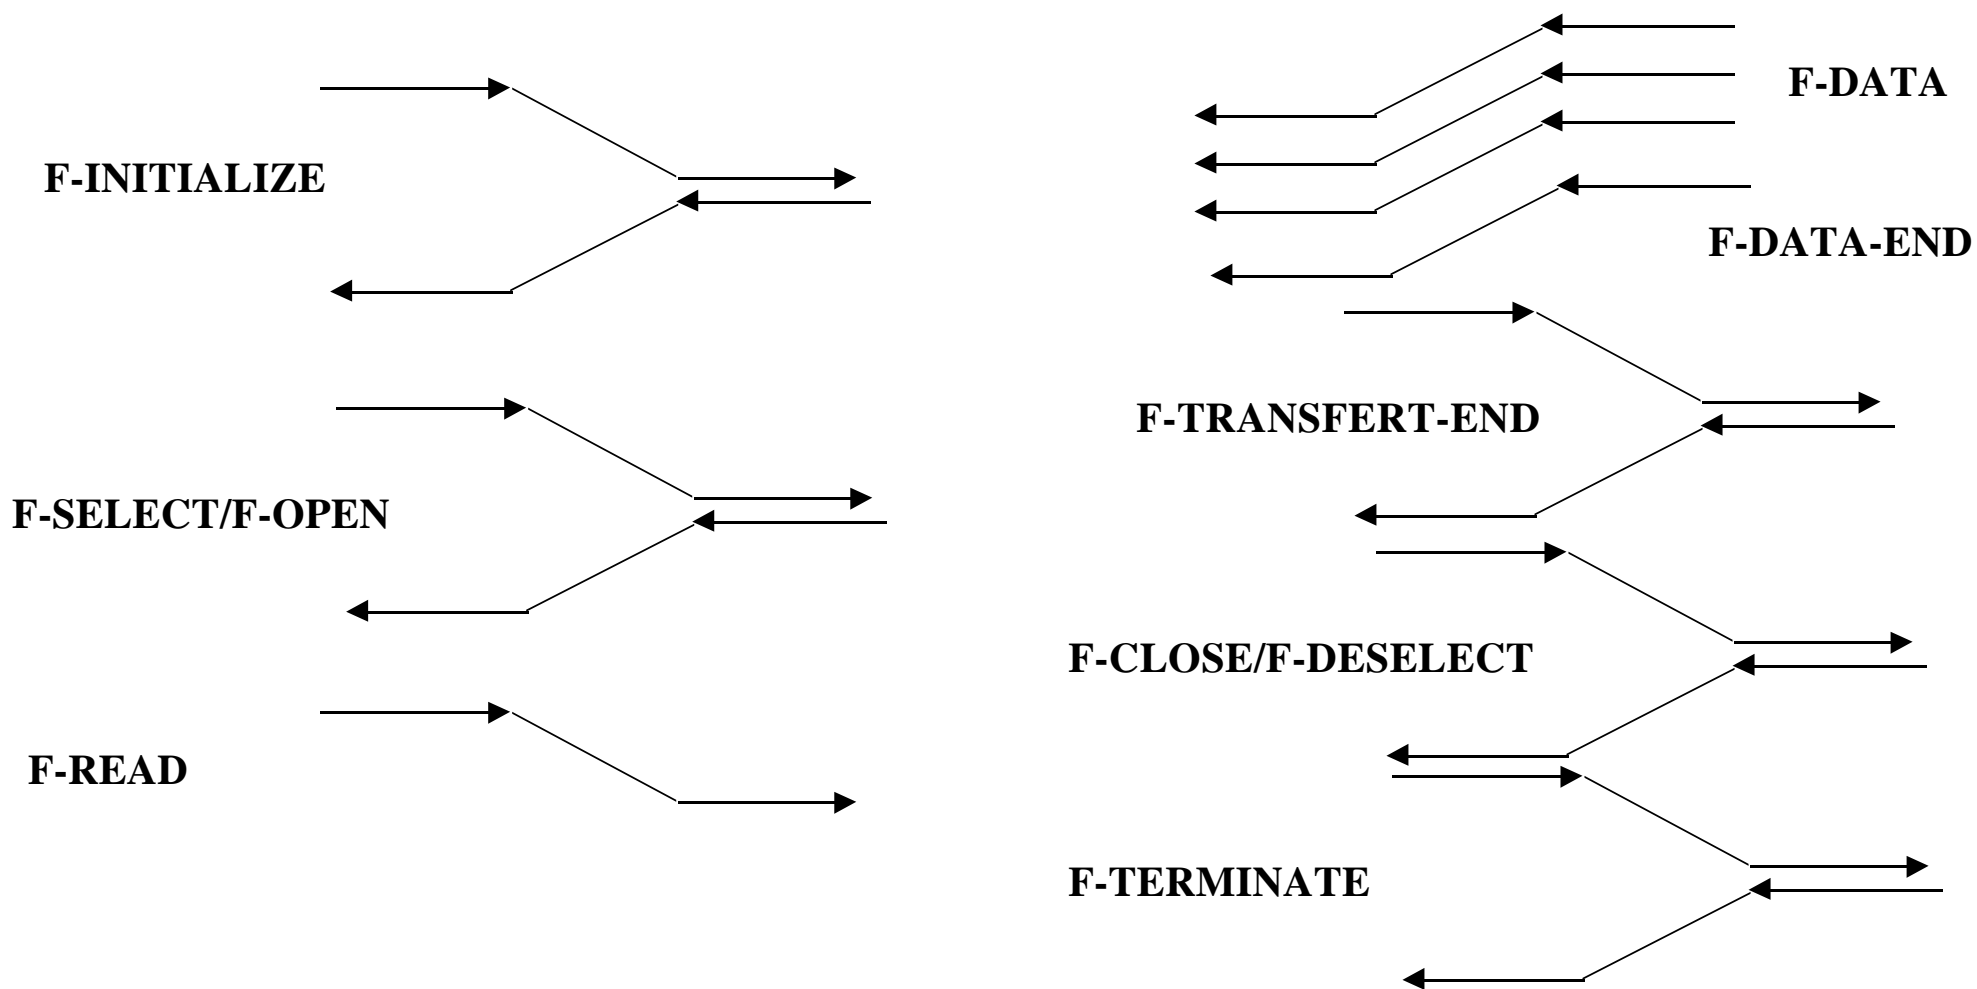 F-INITIALIZE
F-SELECT/F-OPEN
F-READ
F-DATA
F-DATA-END
F-TRANSFERT-END
F-CLOSE/F-DESELECT
F-TERMINATE